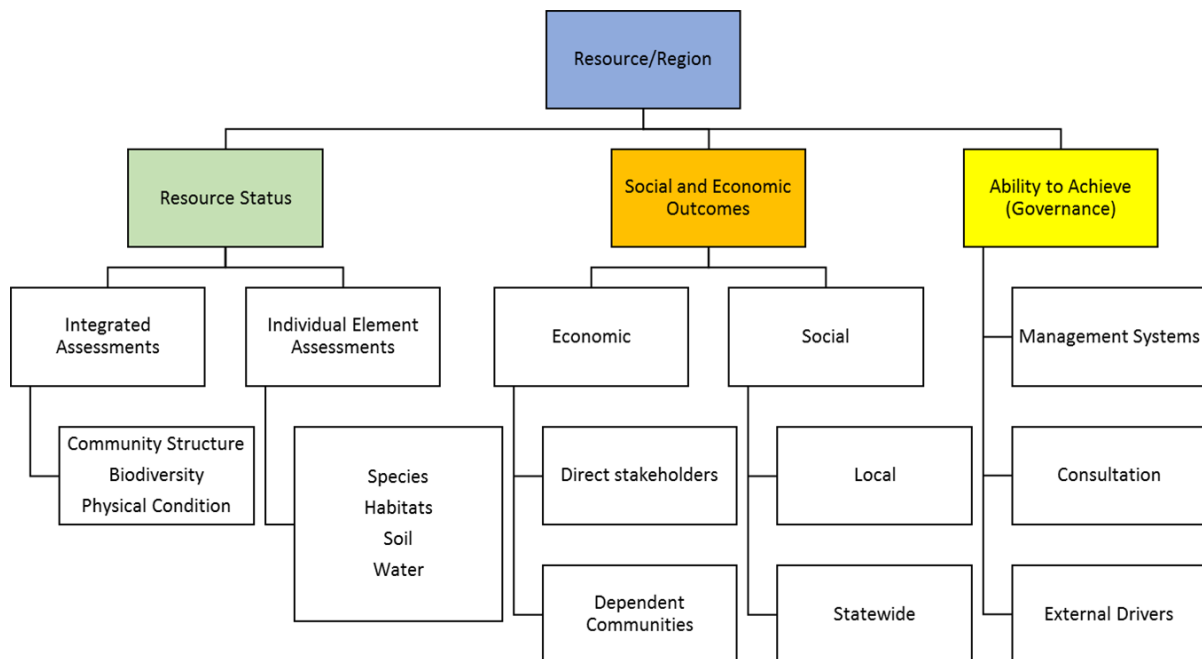 Resource/Region
Resource Status
Social and Economic
Outcomes
Ability to Achieve
(Governance)
Integrated
Assessments
Individual Element
Assessments
Economic
Social
Management Systems
Community Structure
Biodiversity
Physical Condition
Species
Habitats
Soil
Water
Direct stakeholders
Local
Consultation
Dependent
Communities
Statewide
External Drivers